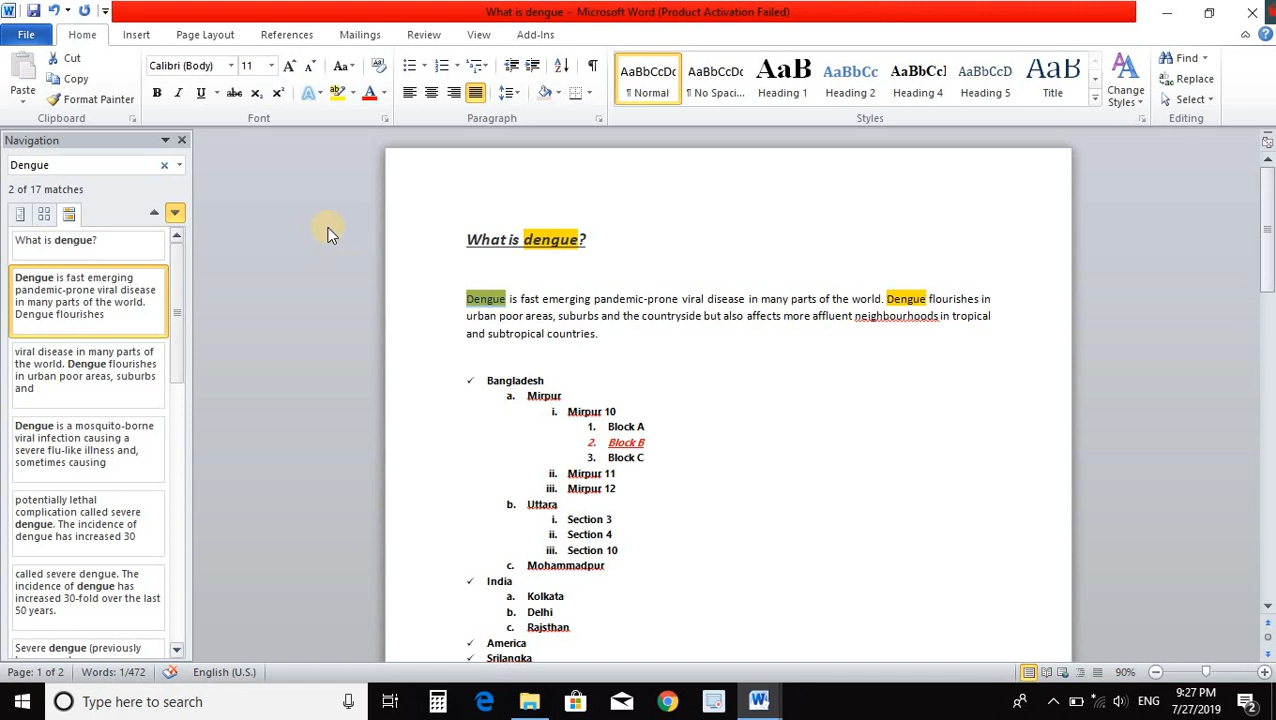 What is dengue - Microsoft Word (Product Activation Failed)
File Home Insert Page Layout References Mailings Review View Add-Ins
Paste
Cut
Copy
Format Painter
Clipboard
Calibri (Body) 11
Font
Paragraph
AaBbCcDc AaBbCcDc AaB AaBbCc AaBbCcI AaBbCcDc AaB
¶ Normal ¶ No Spaci... Heading 1 Heading 2 Heading 4 Heading 5 Title
Change
Styles
Styles
Find
Replace
Select
Editing
Navigation
Dengue
2 of 17 matches
What is dengue?
Dengue is fast emerging
pandemic-prone viral disease
in many parts of the world.
Dengue flourishes
viral disease in many parts of
the world. Dengue flourishes
in urban poor areas, suburbs
and
Dengue is a mosquito-borne
viral infection causing a
severe flu-like illness and,
sometimes causing
potentially lethal
complication called severe
dengue. The incidence of
dengue has increased 30
called severe dengue. The
incidence of dengue has
increased 30-fold over the last
50 years.
Severe dengue (previously
What is dengue?
Dengue is fast emerging pandemic-prone viral disease in many parts of the world. Dengue flourishes in
urban poor areas, suburbs and the countryside but also affects more affluent neighbourhoods in tropical
and subtropical countries.
✓ Bangladesh
a. Mirpur
i. Mirpur 10
1. Block A
2. Block B
3. Block C
ii. Mirpur 11
iii. Mirpur 12
b. Uttara
i. Section 3
ii. Section 4
iii. Section 10
c. Mohammadpur
✓ India
a. Kolkata
b. Delhi
c. Rajsthan
✓ America
✓ Srilangka
Page: 1 of 2 Words: 1/472 English (U.S.) 90%
Type here to search
ENG
9:27 PM
7/27/2019
2